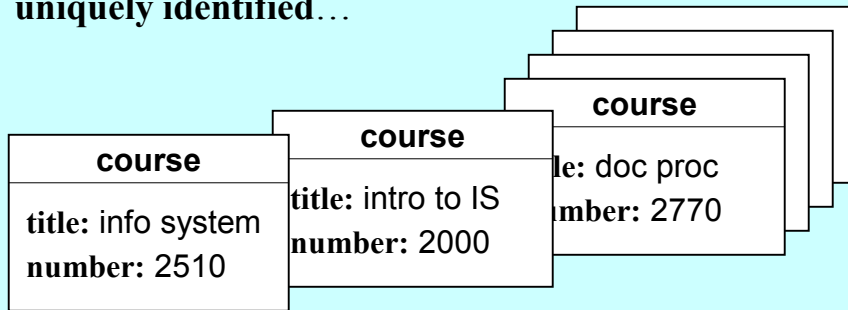 uniquely identified…
course
title: info system
number: 2510
course
title: intro to IS
number: 2000
course
le: doc proc
mber: 2770